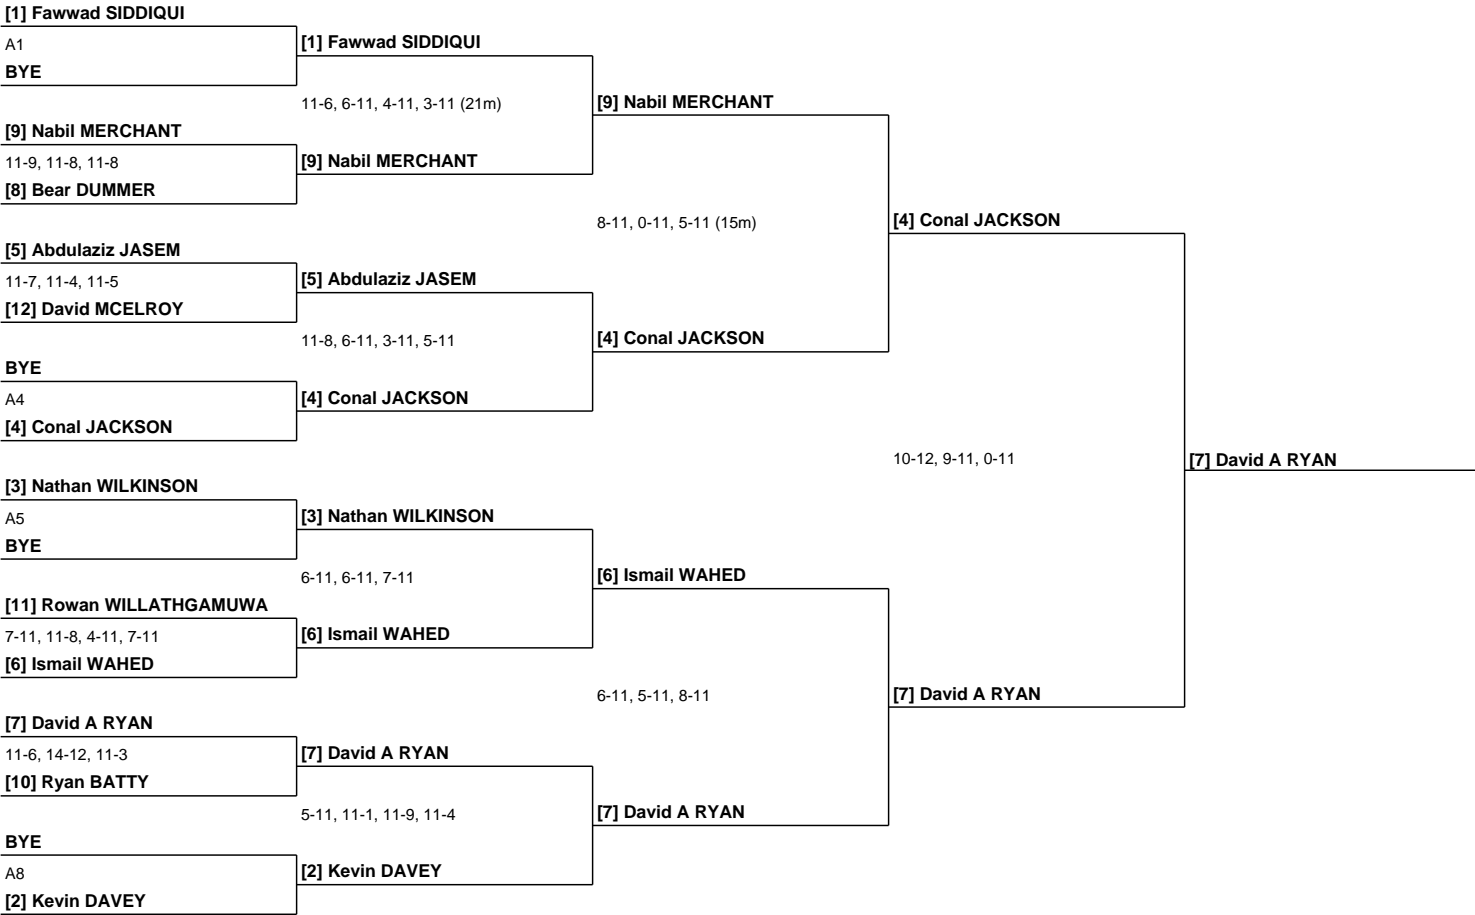 [1] Fawwad SIDDIQUI
A1
BYE
[9] Nabil MERCHANT
11-9, 11-8, 11-8
[8] Bear DUMMER
[5] Abdulaziz JASEM
11-7, 11-4, 11-5
[12] David MCELROY
BYE
A4
[4] Conal JACKSON
[3] Nathan WILKINSON
A5
BYE
[11] Rowan WILLATHGAMUWA
7-11, 11-8, 4-11, 7-11
[6] Ismail WAHED
[7] David A RYAN
11-6, 14-12, 11-3
[10] Ryan BATTY
BYE
A8
[2] Kevin DAVEY
[1] Fawwad SIDDIQUI
11-6, 6-11, 4-11, 3-11 (21m)
[9] Nabil MERCHANT
[5] Abdulaziz JASEM
11-8, 6-11, 3-11, 5-11
[4] Conal JACKSON
[3] Nathan WILKINSON
6-11, 6-11, 7-11
[6] Ismail WAHED
[7] David A RYAN
5-11, 11-1, 11-9, 11-4
[2] Kevin DAVEY
[9] Nabil MERCHANT
8-11, 0-11, 5-11 (15m)
[4] Conal JACKSON
[6] Ismail WAHED
6-11, 5-11, 8-11
[7] David A RYAN
[4] Conal JACKSON
10-12, 9-11, 0-11
[7] David A RYAN
[7] David A RYAN